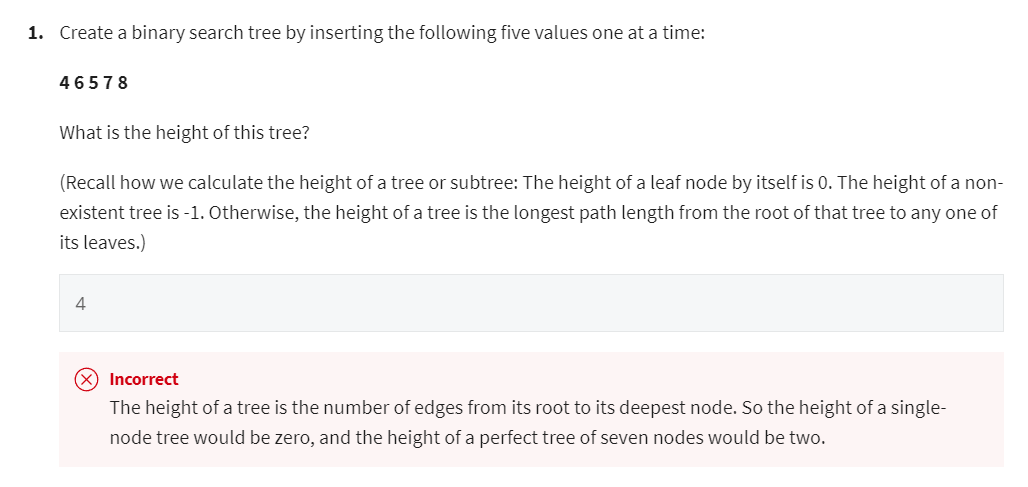 1. Create a binary search tree by inserting the following five values one at a time:
4 6 5 7 8
What is the height of this tree?
(Recall how we calculate the height of a tree or subtree: The height of a leaf node by itself is 0. The height of a non-
existent tree is -1. Otherwise, the height of a tree is the longest path length from the root of that tree to any one of
its leaves.)
4
Incorrect
The height of a tree is the number of edges from its root to its deepest node. So the height of a single-
node tree would be zero, and the height of a perfect tree of seven nodes would be two.